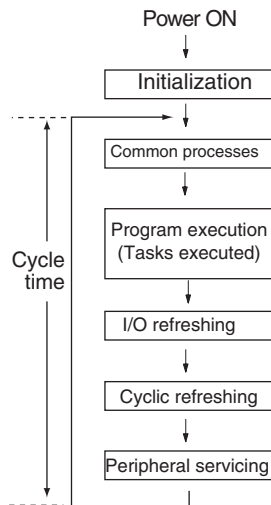 Power ON
Initialization
Common processes
Program execution
(Tasks executed)
Cycle
time
I/O refreshing
Cyclic refreshing
Peripheral servicing